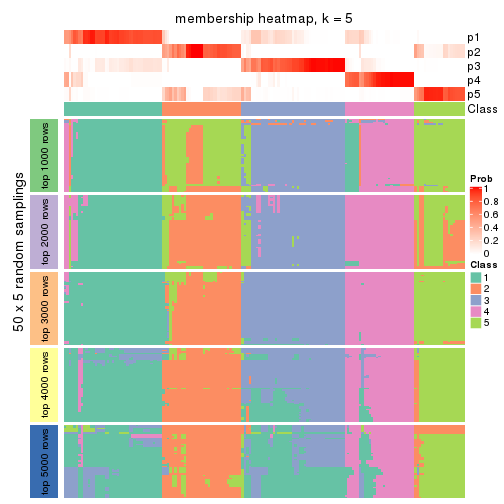 membership heatmap, k = 5
p1
p2
p3
p4
p5
Class
50 x 5 random samplings
top 1000 rows
top 2000 rows
top 3000 rows
top 4000 rows
top 5000 rows
Prob
1
0.8
0.6
0.4
0.2
0
Class
1
2
3
4
5